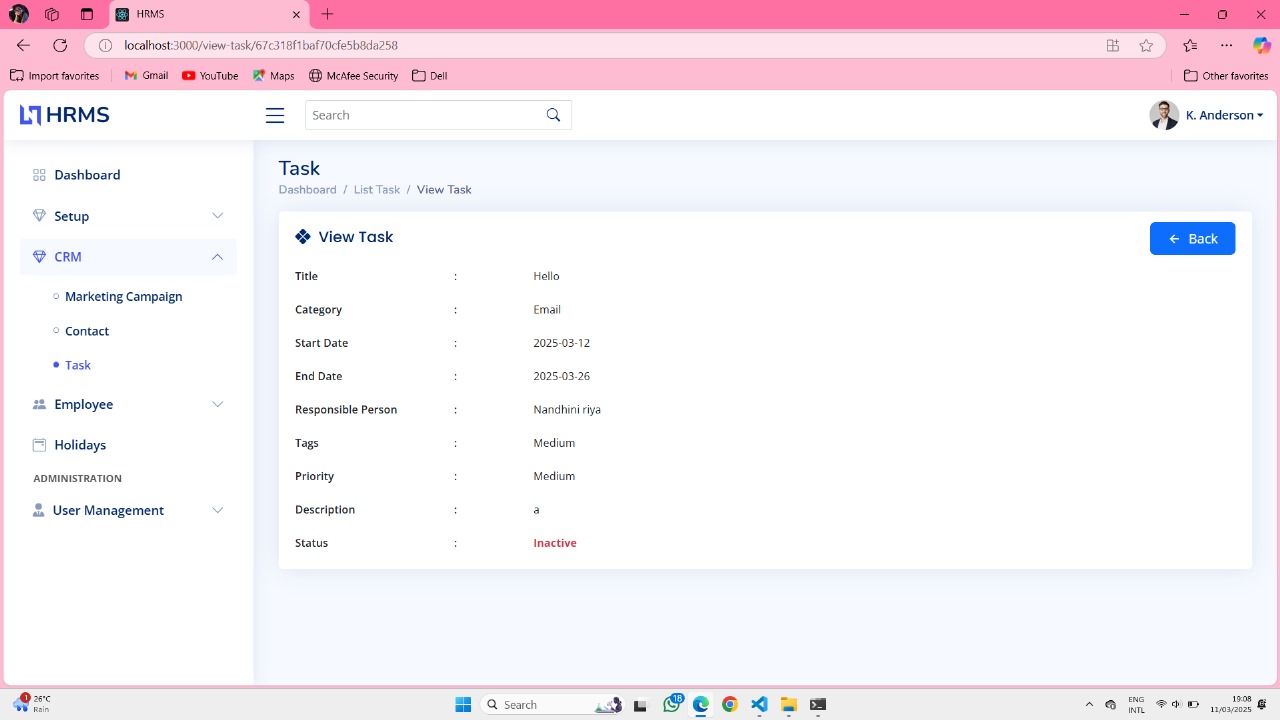 HRMS
localhost:3000/view-task/67c318f1baf70cfe5b8da258
Import favorites
Gmail
YouTube
Maps
McAfee Security
Dell
Other favorites
HRMS
Search
K. Anderson
Dashboard
Setup
CRM
Marketing Campaign
Contact
Task
Employee
Holidays
ADMINISTRATION
User Management
Task
Dashboard / List Task / View Task
View Task
Back
Title : Hello
Category : Email
Start Date : 2025-03-12
End Date : 2025-03-26
Responsible Person : Nandhini riya
Tags : Medium
Priority : Medium
Description : a
Status : Inactive
1
26°C
Rain
Search
18
ENG
INTL
19:08
11/03/2025